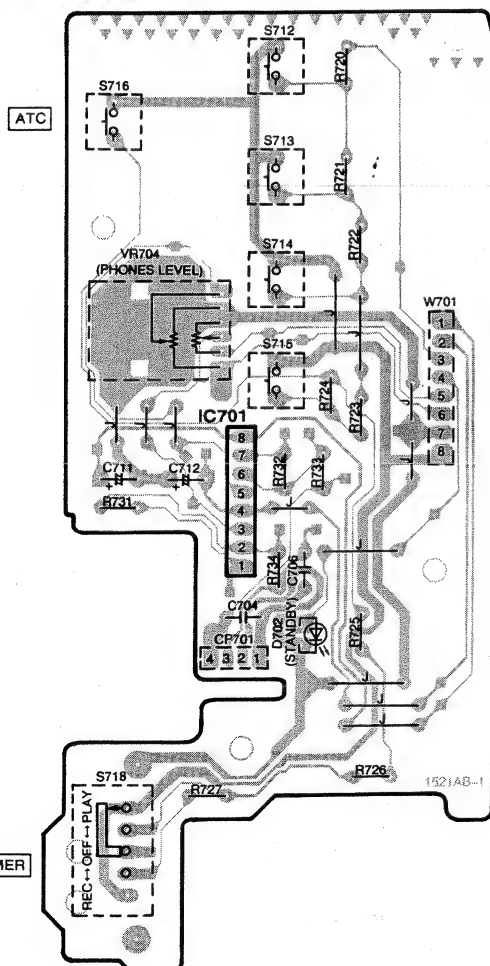 S712
R720
S716
ATC
S713
R721
R722
VR704
(PHONES LEVEL)
S714
W701
1
2
3
4
5
6
7
8
J
J
S715
R724
R723
J
J
IC701
8
7
6
5
4
3
2
1
J
J
J
C711
+
C712
+
R731
R732
R733
J
J
R734
C706
C704
D702
(STANDBY)
R725
CP701
4 3 2 1
J
J
J
R726
R727
1521AB-1
S718
REC↔OFF↔PLAY
MER